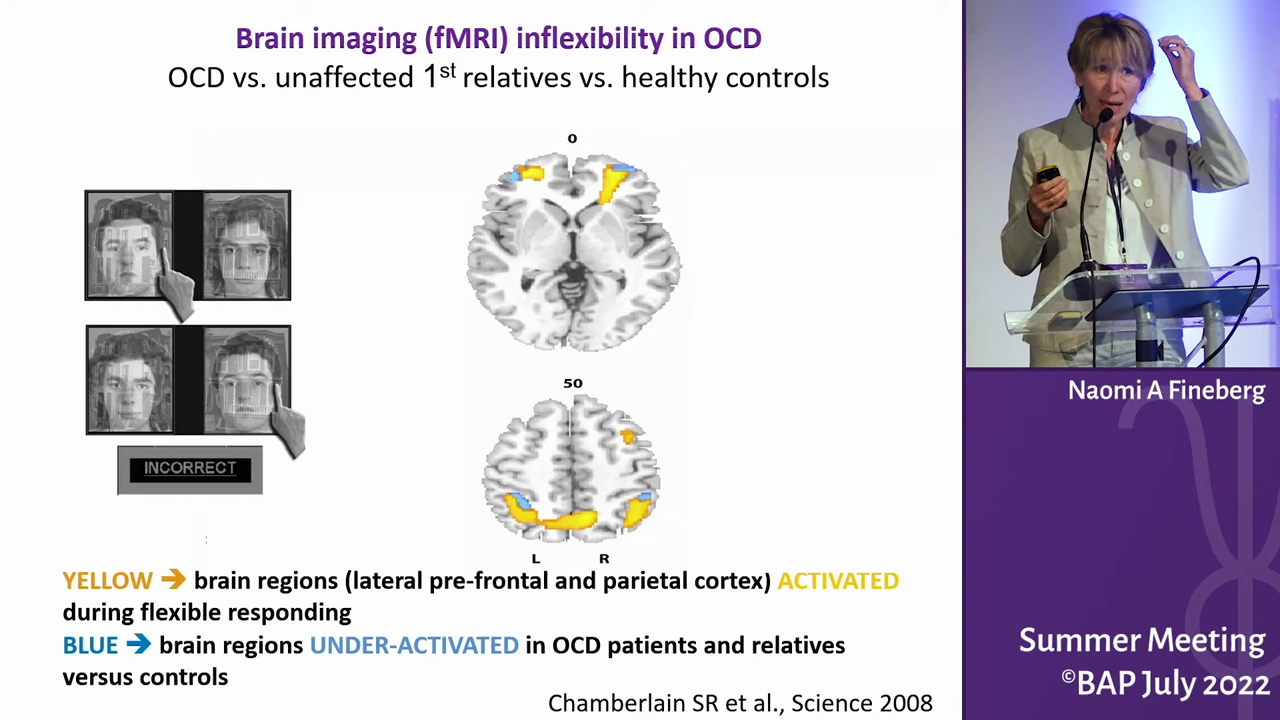 Brain imaging (fMRI) inflexibility in OCD
OCD vs. unaffected 1st relatives vs. healthy controls
0
INCORRECT
50
L R
YELLOW ➔ brain regions (lateral pre-frontal and parietal cortex) ACTIVATED
during flexible responding
BLUE ➔ brain regions UNDER-ACTIVATED in OCD patients and relatives
versus controls
Chamberlain SR et al., Science 2008
Naomi A Fineberg
Summer Meeting
©BAP July 2022